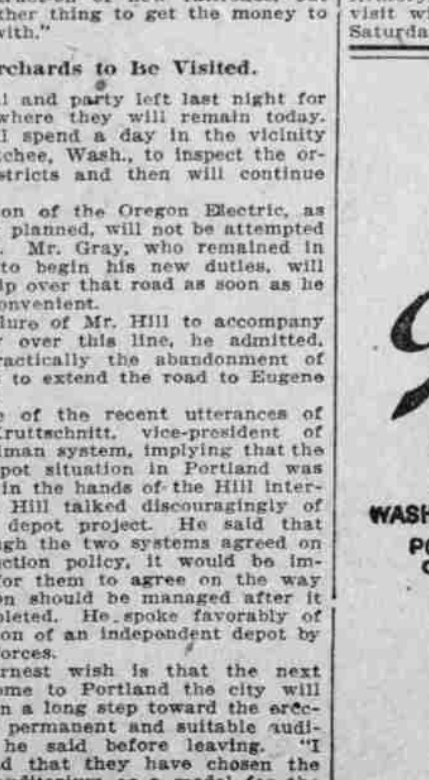 other thing to get the money to
with."
rchards to Be Visited.
l and party left last night for
where they will remain today.
l spend a day in the vicinity
tchee, Wash., to inspect the or-
stricts and then will continue
on of the Oregon Electric, as
planned, will not be attempted
. Mr. Gray, who remained in
to begin his new duties, will
ip over that road as soon as he
onvenient.
lure of Mr. Hill to accompany
y over this line, he admitted,
ractically the abandonment of
to extend the road to Eugene
e of the recent utterances of
Kruttschnitt, vice-president of
iman system, implying that the
pot situation in Portland was
in the hands of the Hill inter-
Hill talked discouragingly of
depot project. He said that
gh the two systems agreed on
ction policy, it would be im-
for them to agree on the way
on should be managed after it
pleted. He spoke favorably of
ion of an independent depot by
orces.
rnest wish is that the next
ome to Portland the city will
n a long step toward the erec-
permanent and suitable audi-
he said before leaving. "I
d that they have chosen the
visit wi
Saturda
WASH
PO